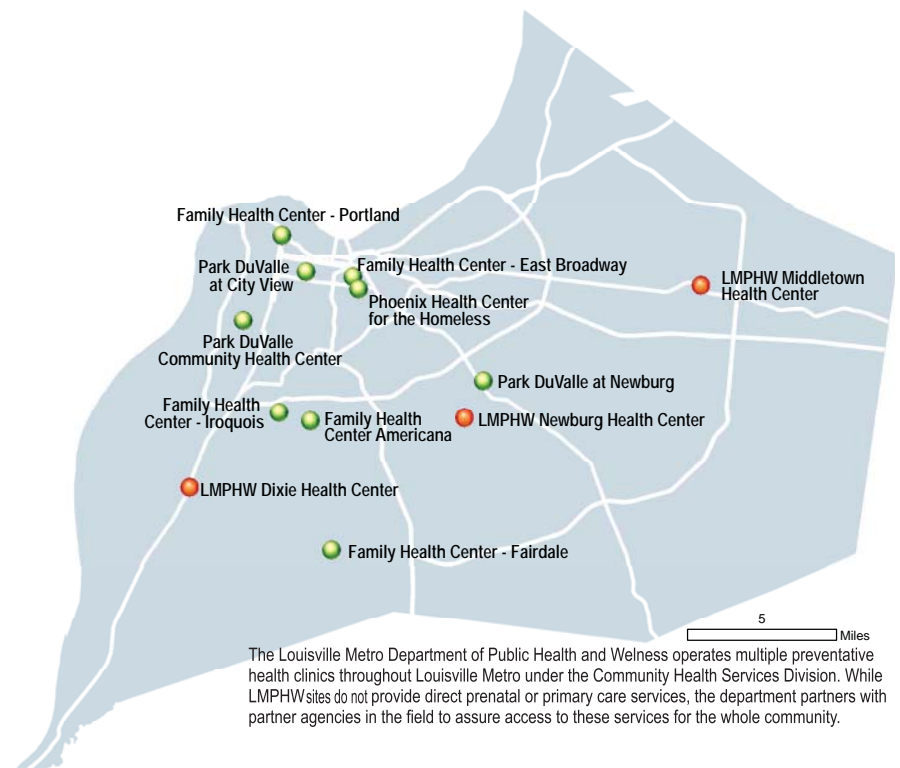 Family Health Center - Portland
Park DuValle
at City View
Family Health Center - East Broadway
Phoenix Health Center
for the Homeless
LMPHW Middletown
Health Center
Park DuValle
Community Health Center
Park DuValle at Newburg
Family Health
Center - Iroquois
Family Health
Center Americana
LMPHW Newburg Health Center
LMPHW Dixie Health Center
Family Health Center - Fairdale
5
Miles
The Louisville Metro Department of Public Health and Welness operates multiple preventative
health clinics throughout Louisville Metro under the Community Health Services Division. While
LMPHW sites do not provide direct prenatal or primary care services, the department partners with
partner agencies in the field to assure access to these services for the whole community.